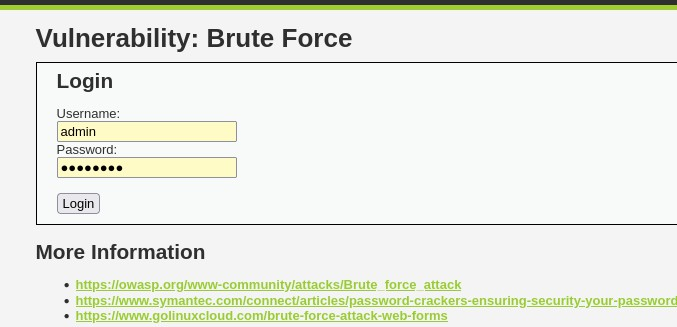 Vulnerability: Brute Force
Login
Username:
admin
Password:
●●●●●●●●
Login
More Information
• https://owasp.org/www-community/attacks/Brute_force_attack
• https://www.symantec.com/connect/articles/password-crackers-ensuring-security-your-password
• https://www.golinuxcloud.com/brute-force-attack-web-forms